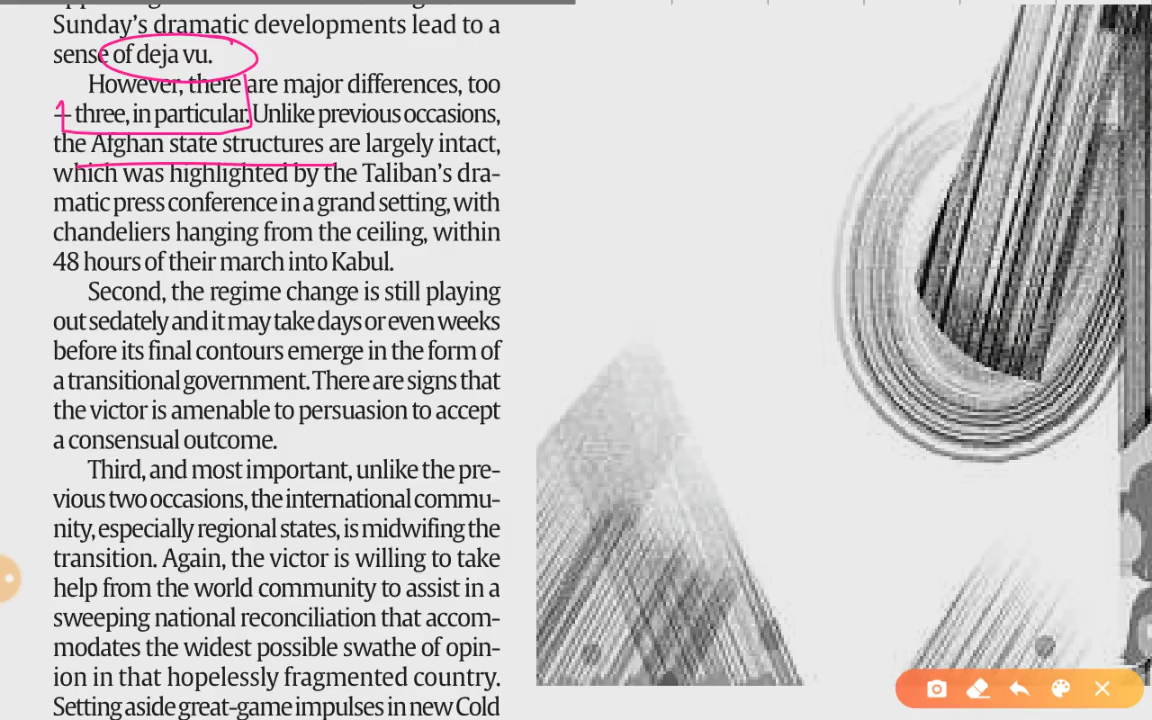 Sunday's dramatic developments lead to a
sense of deja vu.
However, there are major differences, too
– three, in particular. Unlike previous occasions,
the Afghan state structures are largely intact,
which was highlighted by the Taliban's dra-
matic press conference in a grand setting, with
chandeliers hanging from the ceiling, within
48 hours of their march into Kabul.
Second, the regime change is still playing
out sedately and it may take days or even weeks
before its final contours emerge in the form of
a transitional government. There are signs that
the victor is amenable to persuasion to accept
a consensual outcome.
Third, and most important, unlike the pre-
vious two occasions, the international commu-
nity, especially regional states, is midwifing the
transition. Again, the victor is willing to take
help from the world community to assist in a
sweeping national reconciliation that accom-
modates the widest possible swathe of opin-
ion in that hopelessly fragmented country.
Setting aside great-game impulses in new Cold